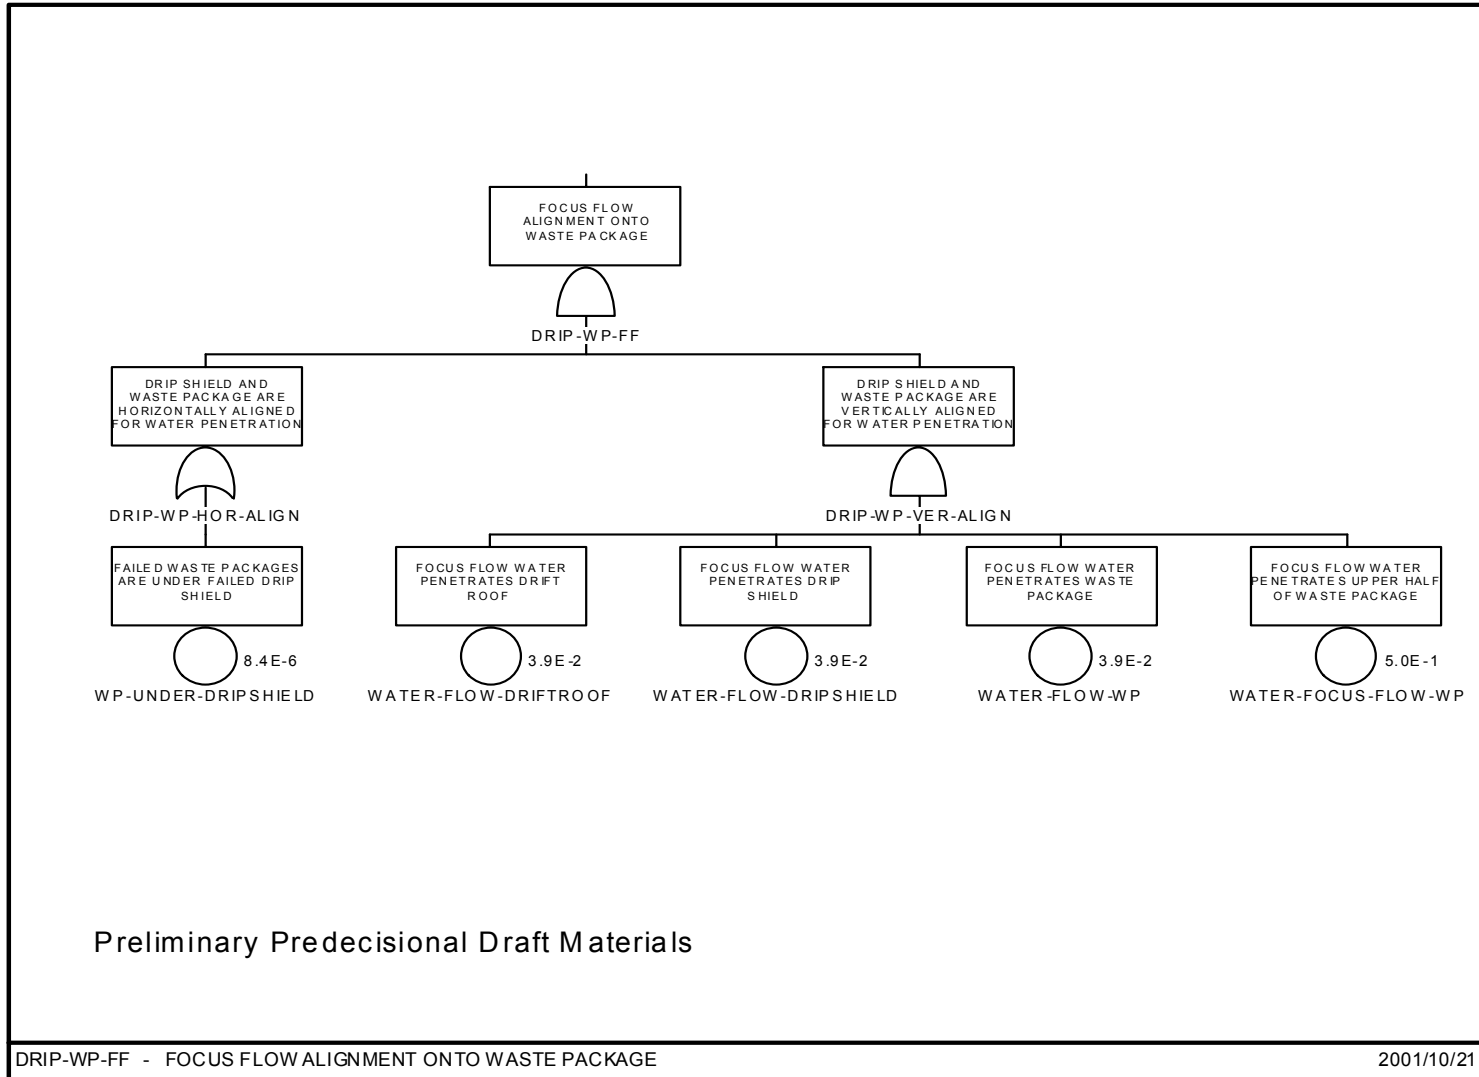 FOCUS FLOW
ALIGNMENT ONTO
WASTE PACKAGE
DRIP-WP-FF
DRIP SHIELD AND
WASTE PACKAGE ARE
HORIZONTALLY ALIGNED
FOR WATER PENETRATION
DRIP SHIELD AND
WASTE PACKAGE ARE
VERTICALLY ALIGNED
FOR WATER PENETRATION
DRIP-WP-HOR-ALIGN
DRIP-WP-VER-ALIGN
FAILED WASTE PACKAGES
ARE UNDER FAILED DRIP
SHIELD
FOCUS FLOW WATER
PENETRATES DRIFT
ROOF
FOCUS FLOW WATER
PENETRATES DRIP
SHIELD
FOCUS FLOW WATER
PENETRATES WASTE
PACKAGE
FOCUS FLOW WATER
PENETRATES UPPER HALF
OF WASTE PACKAGE
8.4E-6
3.9E-2
3.9E-2
3.9E-2
5.0E-1
WP-UNDER-DRIPSHIELD
WATER-FLOW-DRIFTROOF
WATER-FLOW-DRIPSHIELD
WATER-FLOW-WP
WATER-FOCUS-FLOW-WP
Preliminary Predecisional Draft Materials
DRIP-WP-FF - FOCUS FLOW ALIGNMENT ONTO WASTE PACKAGE
2001/10/21